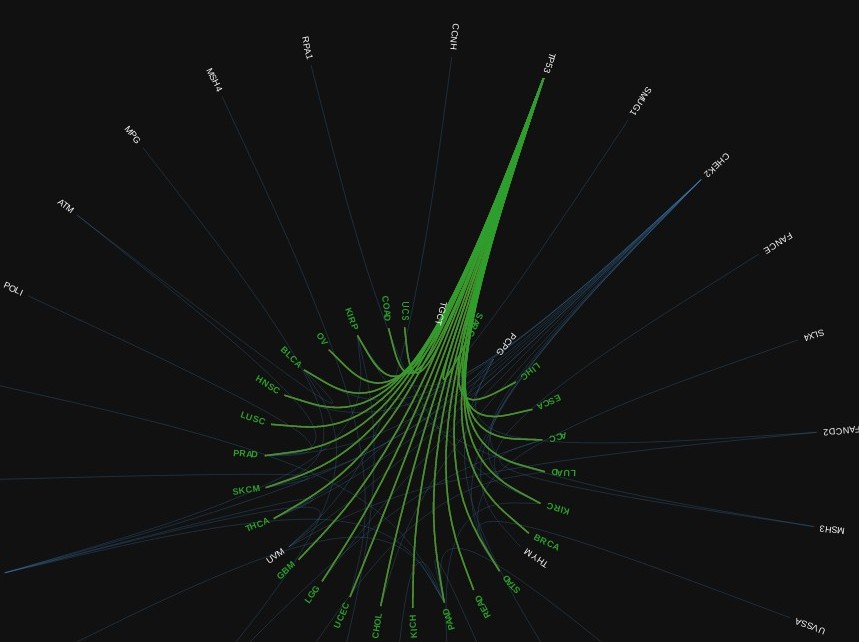 CCNH
RPA1
TP53
MSH4
SMUG1
MPG
CHEK2
ATM
FANCE
POLI
SLX4
FANCD2
MSH3
UVSSA
TGCT
SARC
PCPG
UCS
COAD
KIRP
OV
BLCA
HNSC
LUSC
PRAD
SKCM
THCA
UVM
GBM
LGG
UCEC
CHOL
KICH
PAAD
READ
STAD
THYM
BRCA
KIRC
LUAD
ACC
ESCA
LIHC